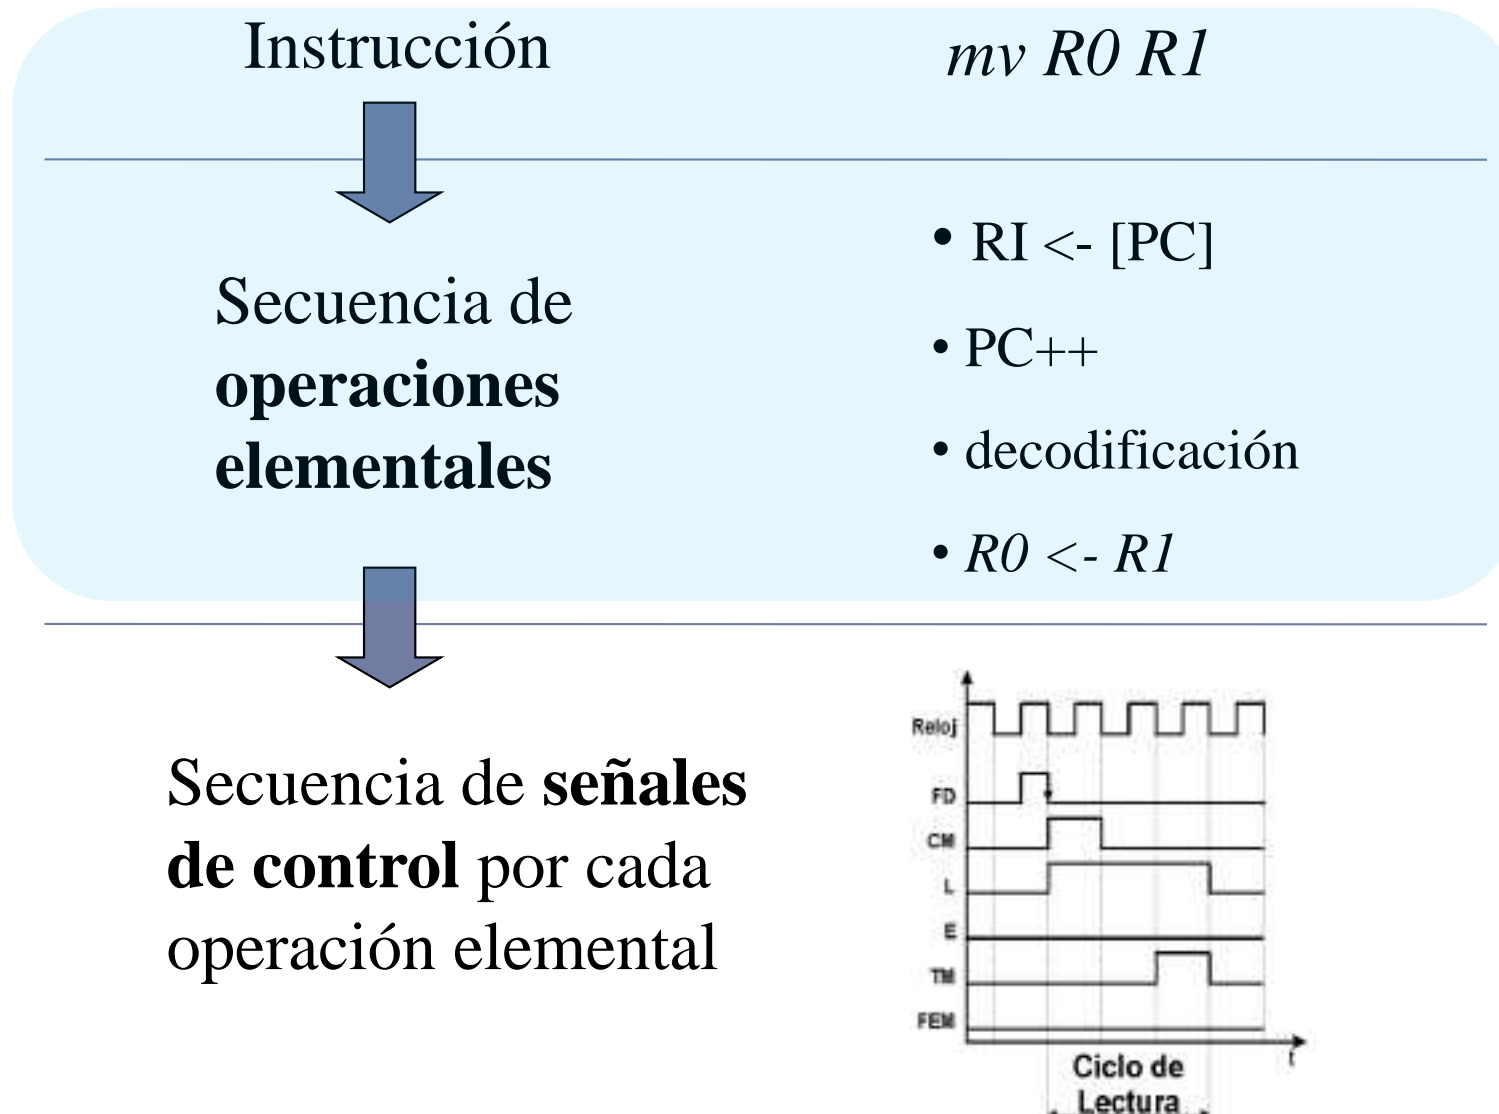 Instrucción
mv R0 R1
Secuencia de
operaciones
elementales
• RI <- [PC]
• PC++
• decodificación
• R0 <- R1
Secuencia de señales
de control por cada
operación elemental
Reloj
FD
CM
L
E
TM
FEM
t
Ciclo de
Lectura